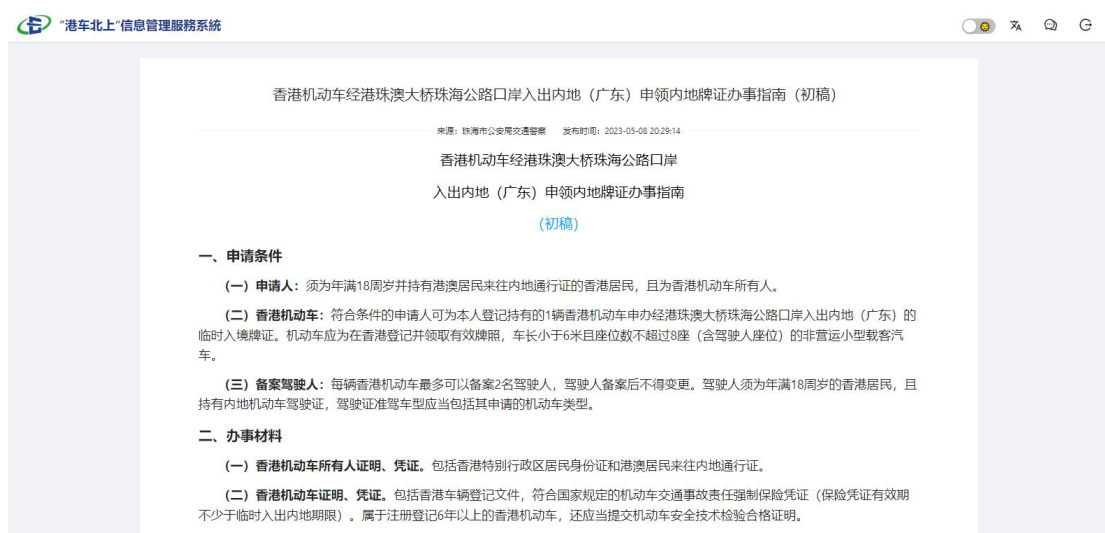 “港车北上”信息管理服務系統
香港机动车经港珠澳大桥珠海公路口岸入出内地（广东）申领内地牌证办事指南（初稿）
来源：珠海市公安局交通警察 发布时间：2023-05-08 20:29:14
香港机动车经港珠澳大桥珠海公路口岸
入出内地（广东）申领内地牌证办事指南
（初稿）
一、申请条件
（一）申请人：须为年满18周岁并持有港澳居民来往内地通行证的香港居民，且为香港机动车所有人。
（二）香港机动车：符合条件的申请人可为本人登记持有的1辆香港机动车申办经港珠澳大桥珠海公路口岸入出内地（广东）的
临时入境牌证。机动车应为在香港登记并领取有效牌照，车长小于6米且座位数不超过8座（含驾驶人座位）的非营运小型载客汽
车。
（三）备案驾驶人：每辆香港机动车最多可以备案2名驾驶人，驾驶人备案后不得变更。驾驶人须为年满18周岁的香港居民，且
持有内地机动车驾驶证，驾驶证准驾车型应当包括其申请的机动车类型。
二、办事材料
（一）香港机动车所有人证明、凭证。包括香港特别行政区居民身份证和港澳居民来往内地通行证。
（二）香港机动车证明、凭证。包括香港车辆登记文件，符合国家规定的机动车交通事故责任强制保险凭证（保险凭证有效期
不少于临时入出内地期限）。属于注册登记6年以上的香港机动车，还应当提交机动车安全技术检验合格证明。